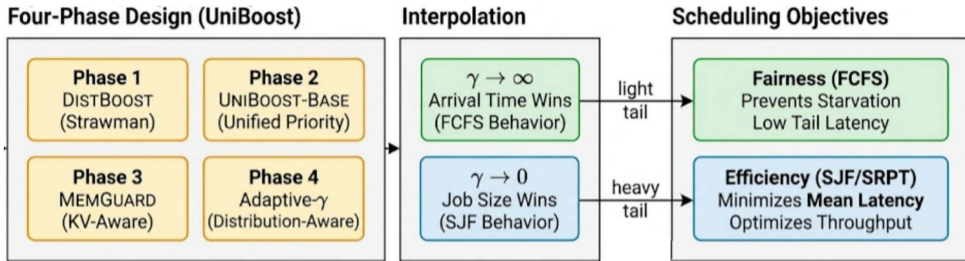 Four-Phase Design (UniBoost)
Phase 1
DISTBOOST
(Strawman)
Phase 2
UNIBOOST-BASE
(Unified Priority)
Phase 3
MEMGUARD
(KV-Aware)
Phase 4
Adaptive-γ
(Distribution-Aware)
Interpolation
γ → ∞
Arrival Time Wins
(FCFS Behavior)
γ → 0
Job Size Wins
(SJF Behavior)
light
tail
heavy
tail
Scheduling Objectives
Fairness (FCFS)
Prevents Starvation
Low Tail Latency
Efficiency (SJF/SRPT)
Minimizes Mean Latency
Optimizes Throughput